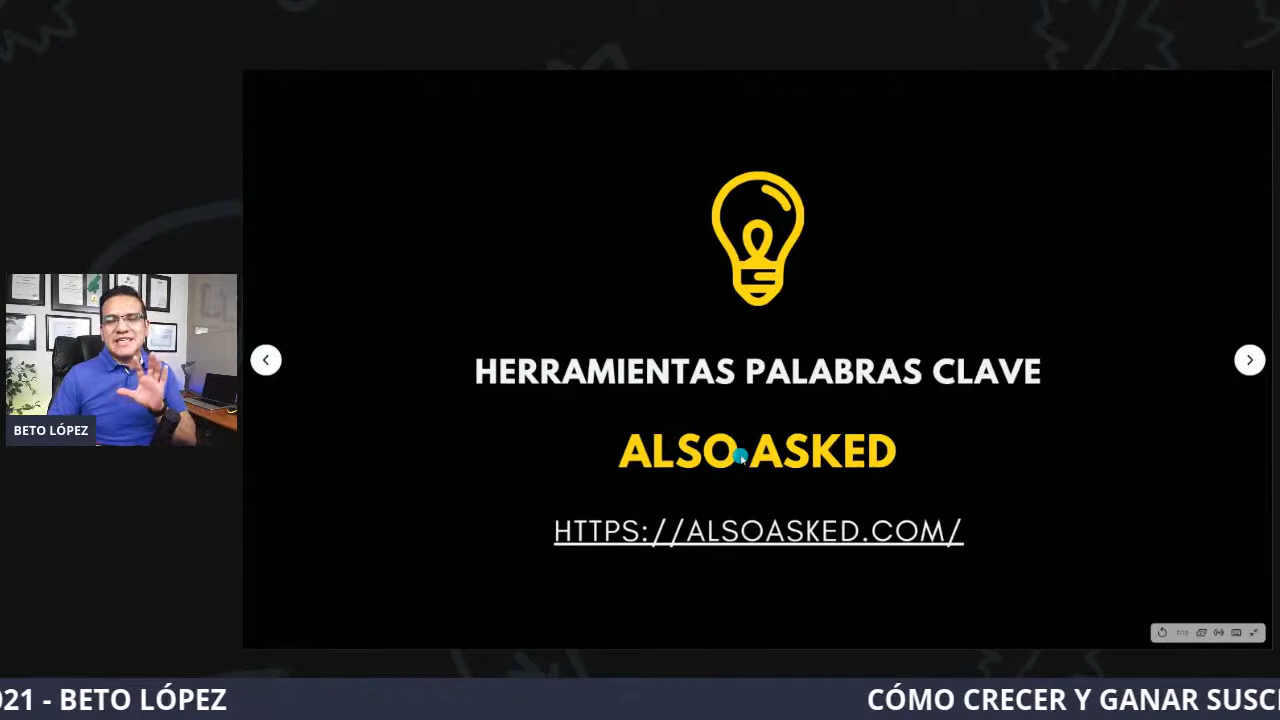 HERRAMIENTAS PALABRAS CLAVE
ALSO ASKED
HTTPS://ALSOASKED.COM/
BETO LÓPEZ
021 - BETO LÓPEZ
CÓMO CRECER Y GANAR SUSC